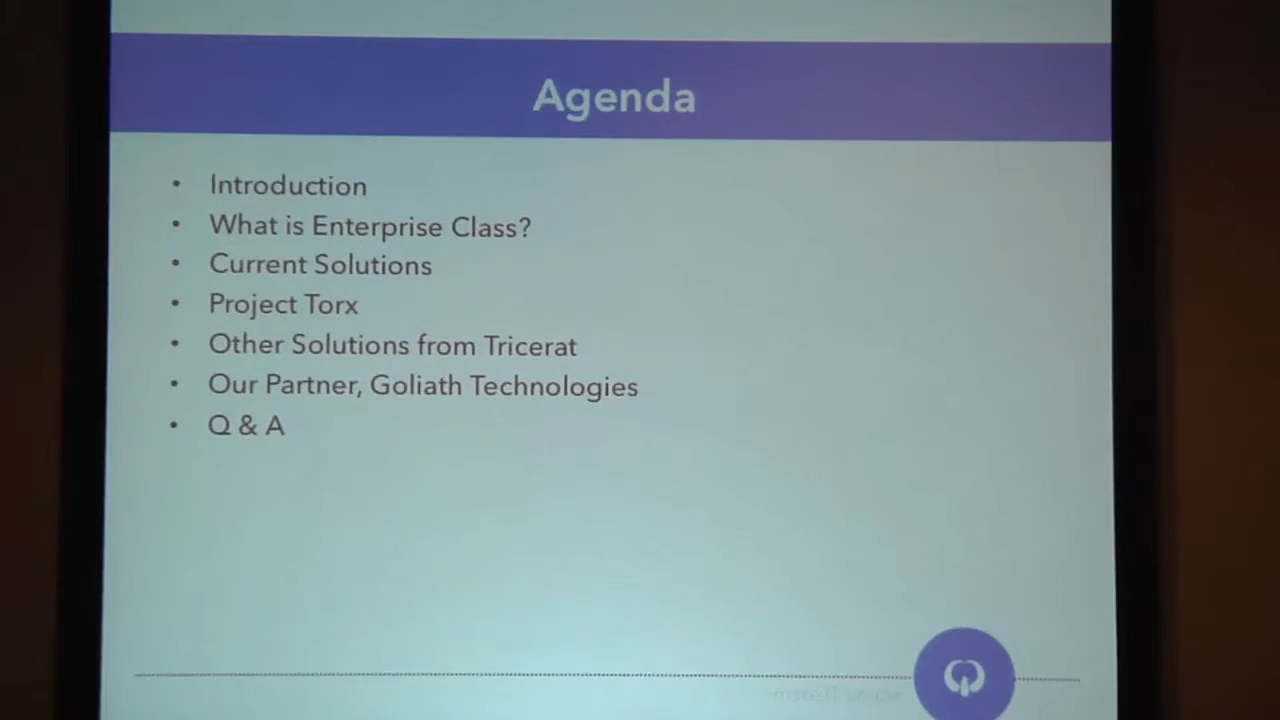 Agenda
• Introduction
• What is Enterprise Class?
• Current Solutions
• Project Torx
• Other Solutions from Tricerat
• Our Partner, Goliath Technologies
• Q & A